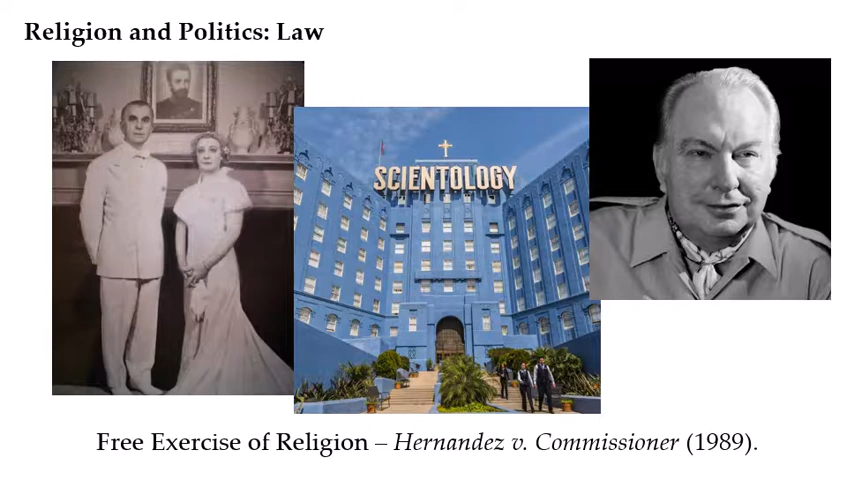 Religion and Politics: Law
SCIENTOLOGY
Free Exercise of Religion – Hernandez v. Commissioner (1989).